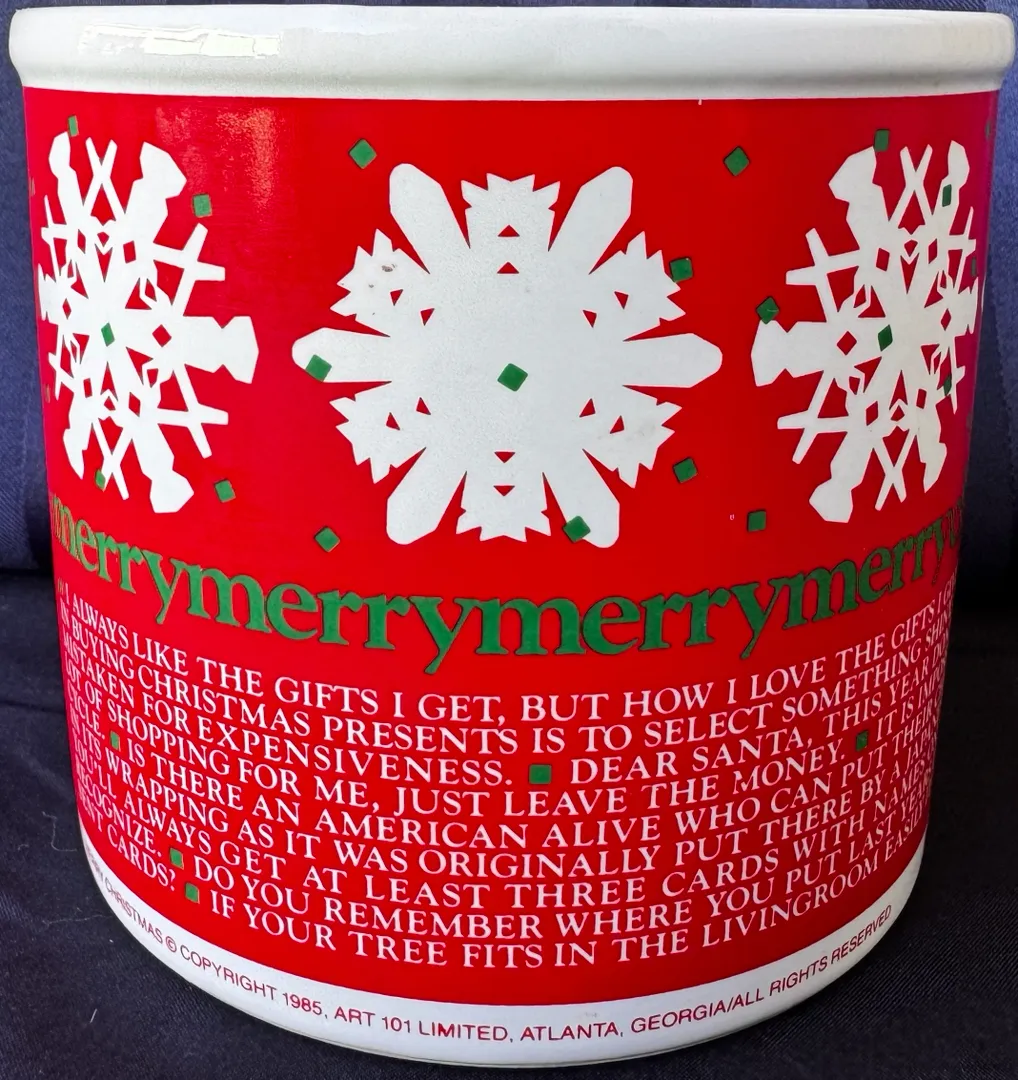 merrymerrymerrymerry
I ALWAYS LIKE THE GIFTS I GET, BUT HOW I LOVE THE GIFTS I
BUYING CHRISTMAS PRESENTS IS TO SELECT SOMETHING
MISTAKEN FOR EXPENSIVENESS. DEAR SANTA, THIS YEAR
LOT OF SHOPPING FOR ME, JUST LEAVE THE MONEY. IT IS
IS THERE AN AMERICAN ALIVE WHO CAN PUT
WRAPPING AS IT WAS ORIGINALLY PUT THERE BY A
YOU'LL ALWAYS GET AT LEAST THREE CARDS WITH NAMES
RECOGNIZE. DO YOU REMEMBER WHERE YOU PUT LAST
CARDS? IF YOUR TREE FITS IN THE LIVINGROOM
CHRISTMAS © COPYRIGHT 1985, ART 101 LIMITED, ATLANTA, GEORGIA/ALL RIGHTS RESERVED